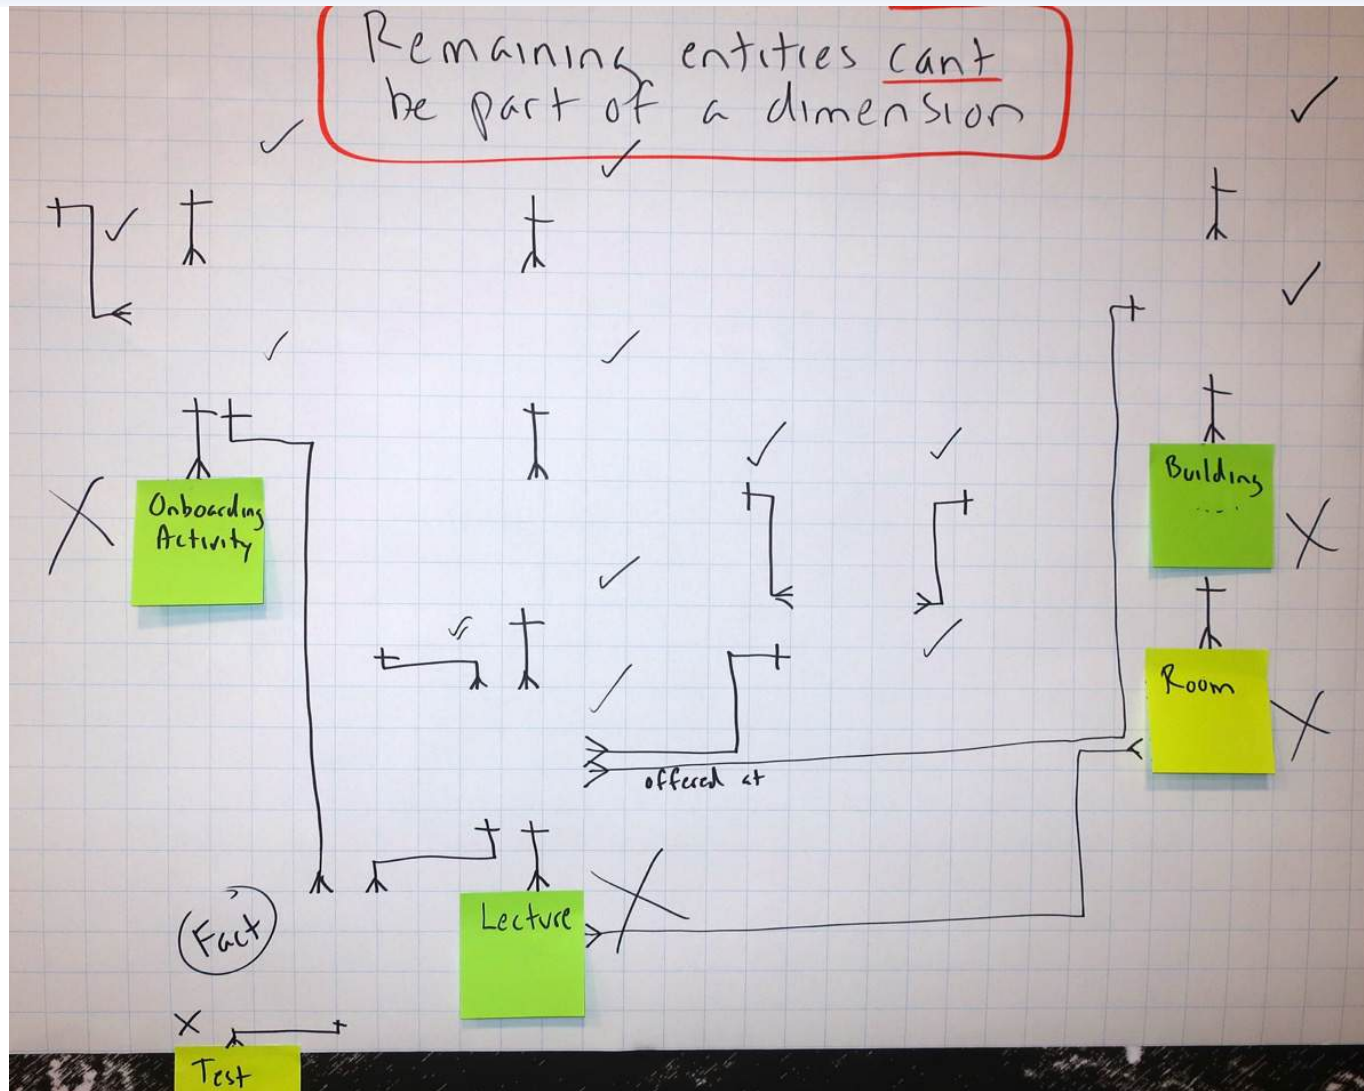 Remaining entities cant
be part of a dimension
Onboarding
Activity
Building
Room
offered at
Lecture
Fact
Test